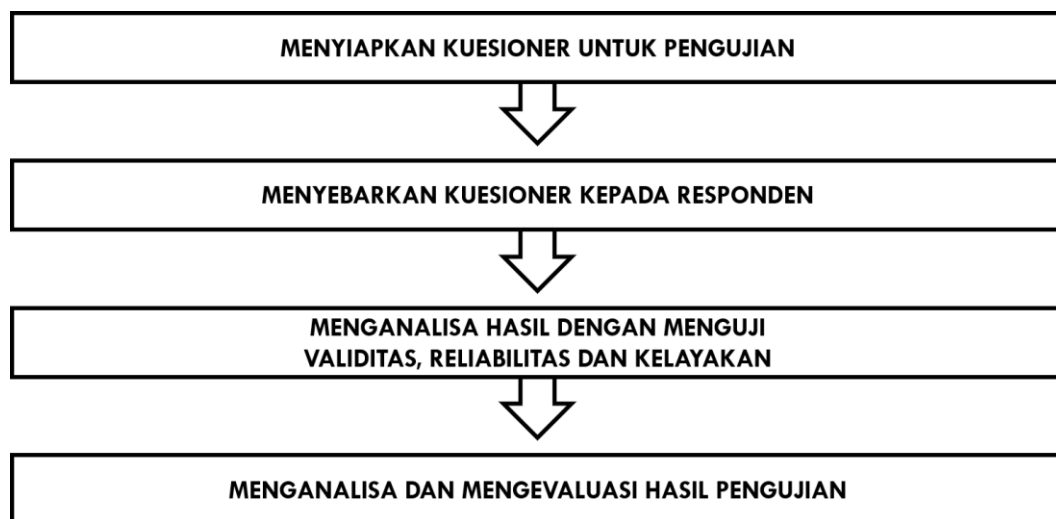 MENYIAPKAN KUESIONER UNTUK PENGUJIAN
MENYEBARKAN KUESIONER KEPADA RESPONDEN
MENGANALISA HASIL DENGAN MENGUJI
VALIDITAS, RELIABILITAS DAN KELAYAKAN
MENGANALISA DAN MENGEVALUASI HASIL PENGUJIAN